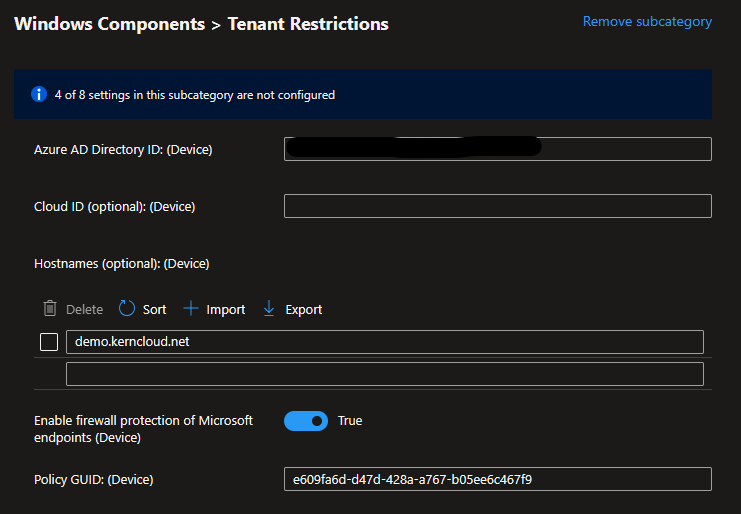 Windows Components > Tenant Restrictions
Remove subcategory
4 of 8 settings in this subcategory are not configured
Azure AD Directory ID: (Device)
Cloud ID (optional): (Device)
Hostnames (optional): (Device)
Delete Sort Import Export
demo.kerncloud.net
Enable firewall protection of Microsoft
endpoints (Device)
True
Policy GUID: (Device)
e609fa6d-d47d-428a-a767-b05ee6c467f9